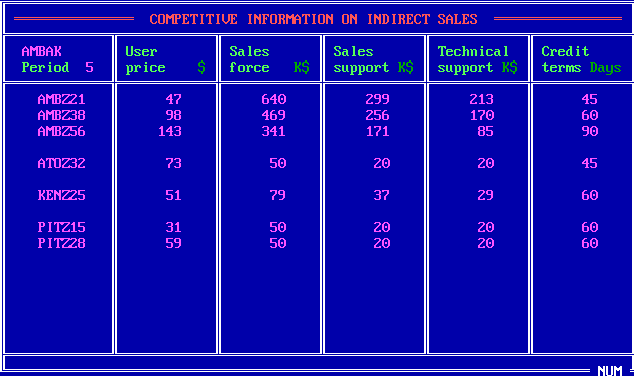 COMPETITIVE INFORMATION ON INDIRECT SALES
AMBAK User Sales Sales Technical Credit
Period 5 price $ force K$ support K$ support K$ terms Days
AMBZ21 47 640 299 213 45
AMBZ38 98 469 256 170 60
AMBZ56 143 341 171 85 90
ATOZ32 73 50 20 20 45
KENZ25 51 79 37 29 60
PITZ15 31 50 20 20 60
PITZ28 59 50 20 20 60
NUM